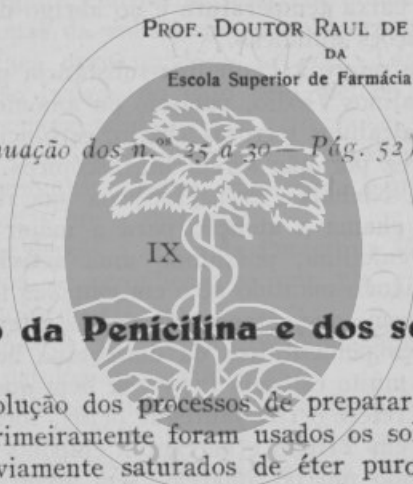 PROF. DOUTOR RAUL DE
DA
Escola Superior de Farmácia
nuação dos n.os 25 a 30 — Pág. 52)
IX
o da Penicilina e dos se
olução dos processos de preparar
rimeiramente foram usados os sol
viamente saturados de éter puro